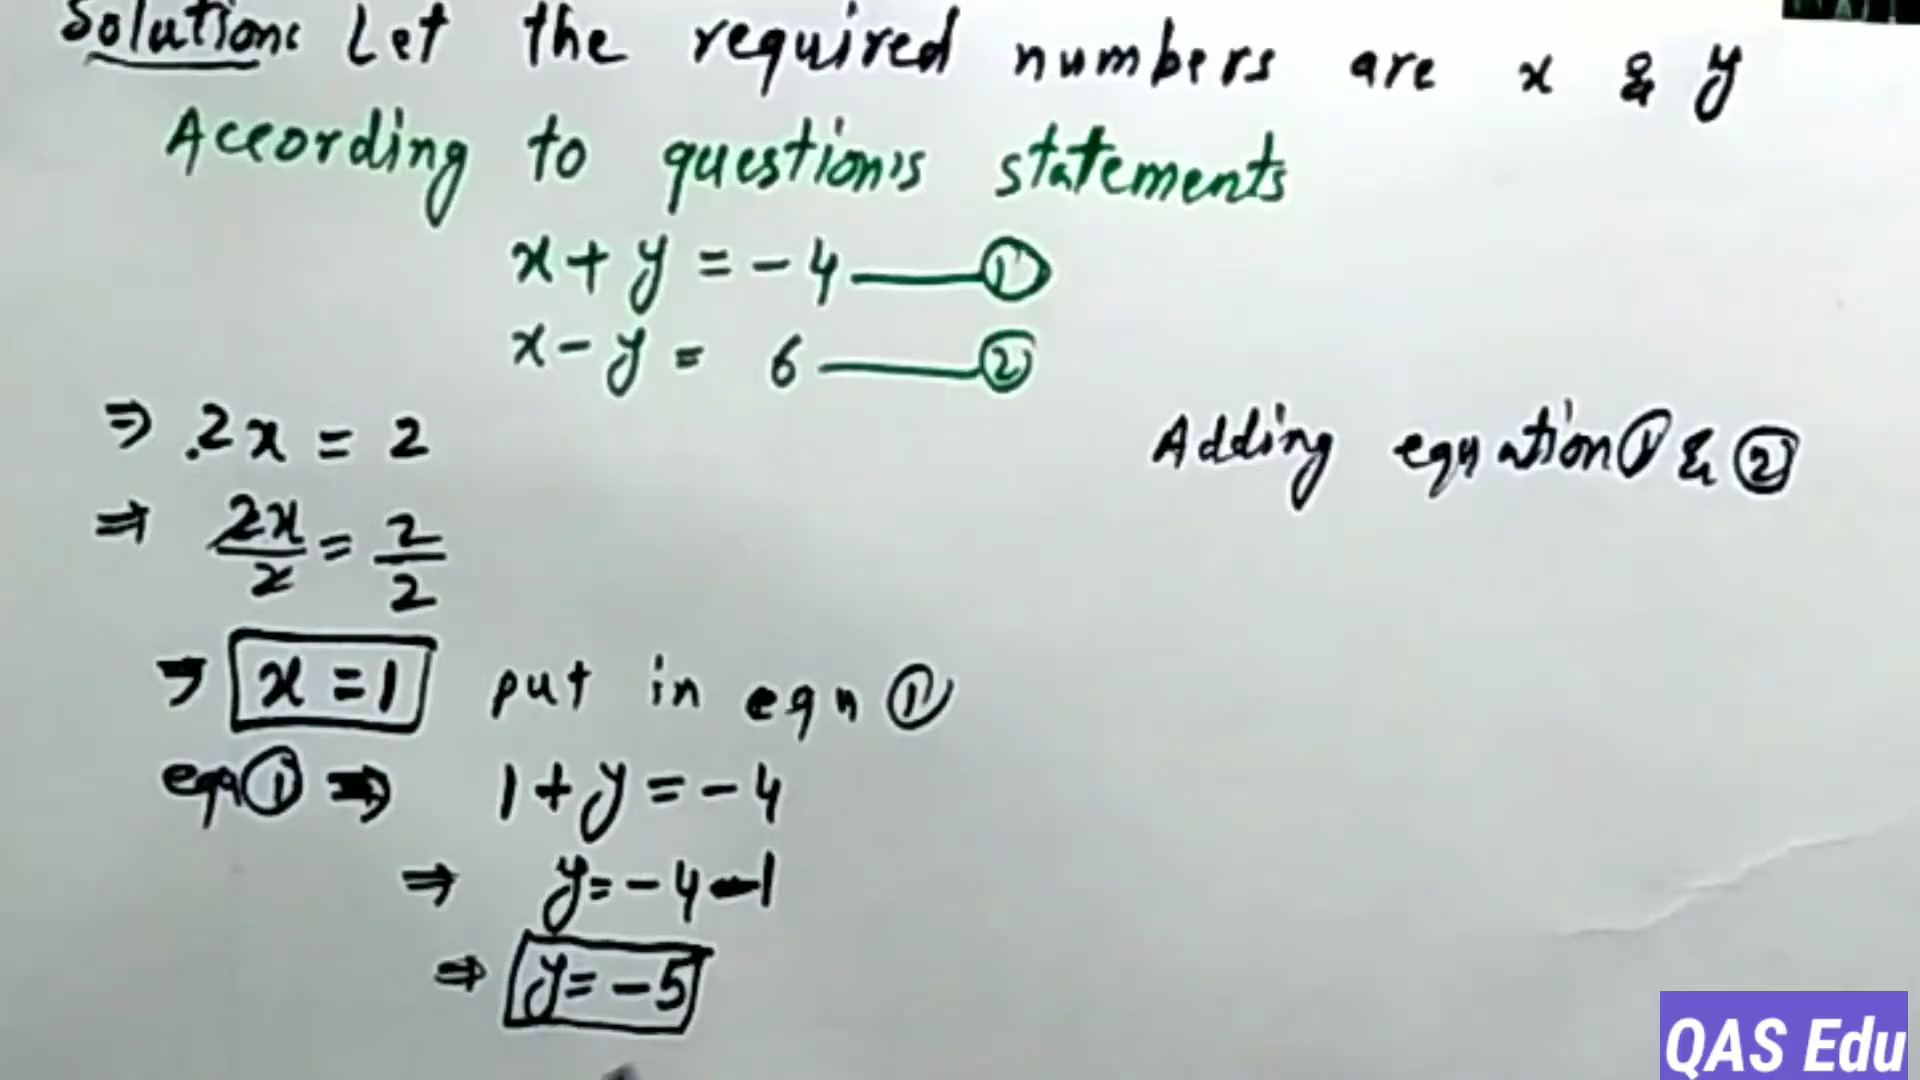 Solution: Let the required numbers are x & y
According to question's statements
x + y = - 4 —— ①
x - y = 6 —— ②
⇒ 2x = 2 Adding equation ① & ②
⇒ 2x/2 = 2/2
⇒ x = 1 put in eqn ①
eqn ① ⇒ 1 + y = - 4
⇒ y = - 4 - 1
⇒ y = - 5
QAS Edu